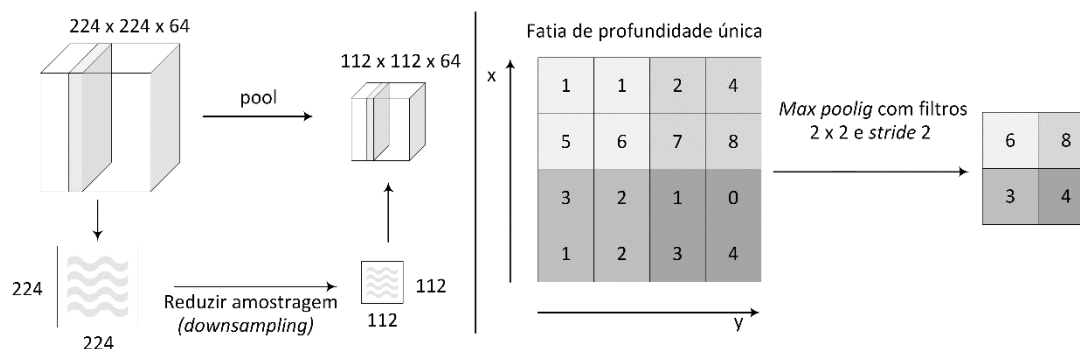 224 x 224 x 64
pool
112 x 112 x 64
224
224
Reduzir amostragem
(downsampling)
112
112
Fatia de profundidade única
x
1 1 2 4
5 6 7 8
3 2 1 0
1 2 3 4
y
Max poolig com filtros
2 x 2 e stride 2
6 8
3 4